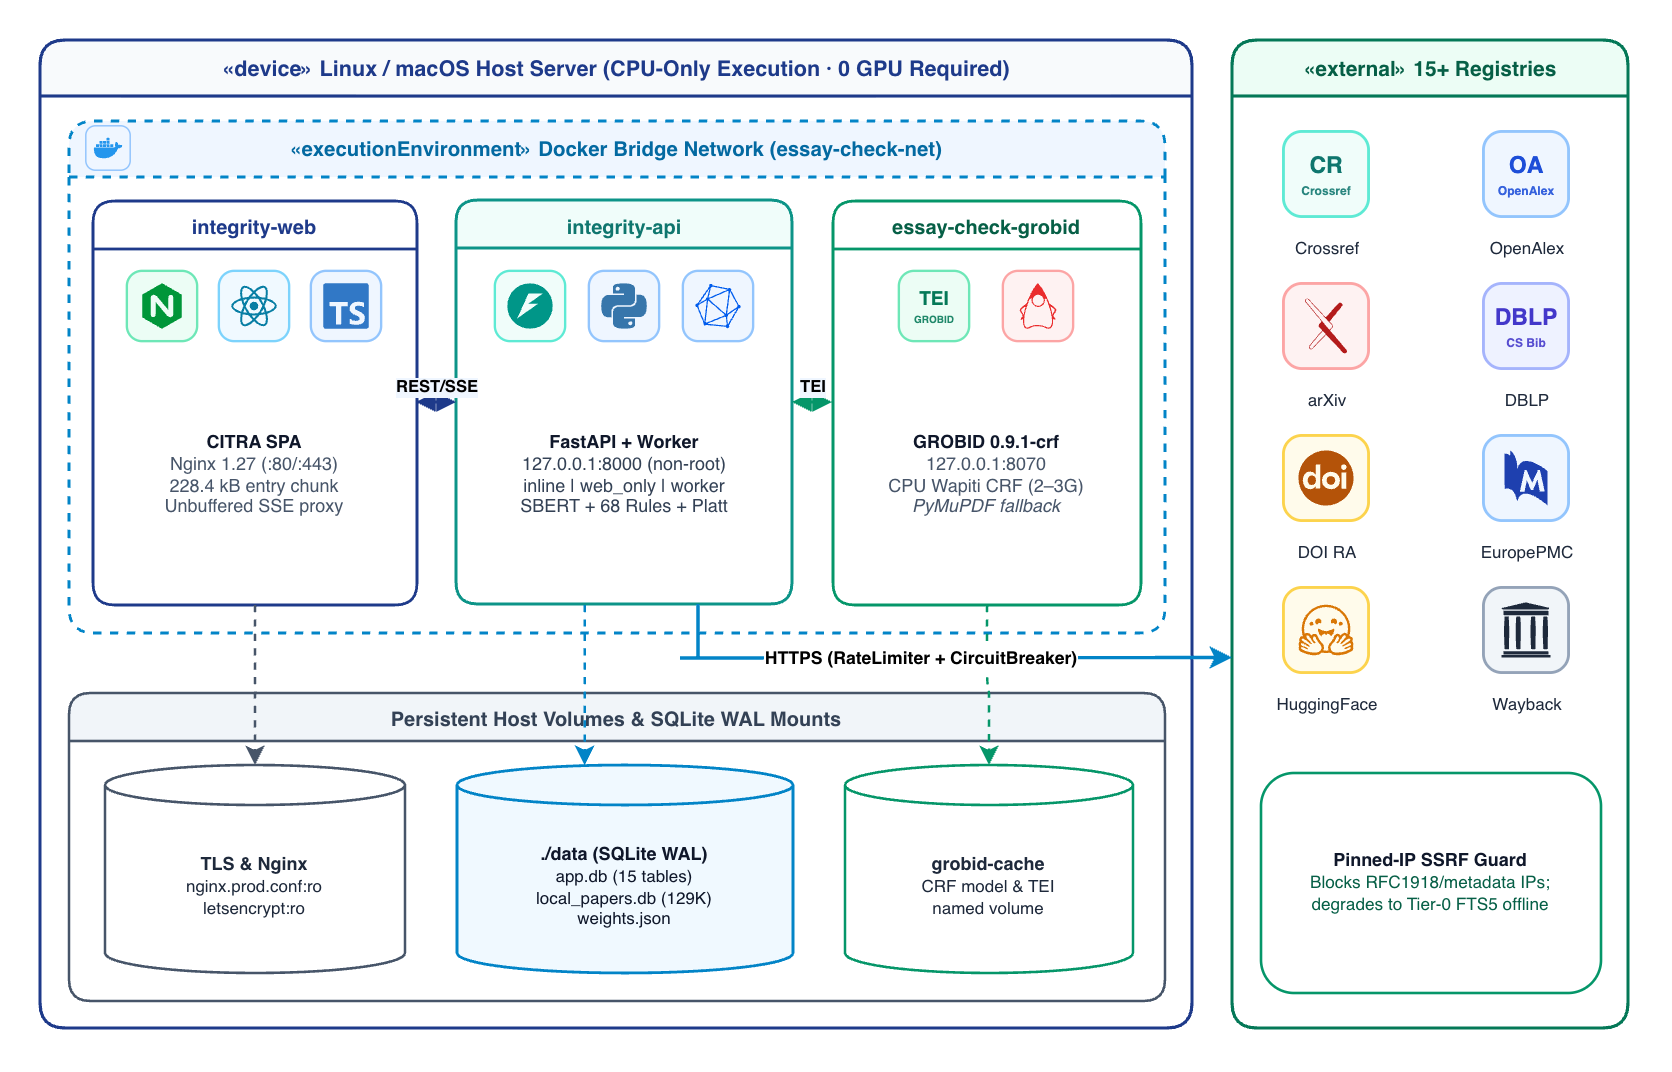 «device» Linux / macOS Host Server (CPU-Only Execution · 0 GPU Required)
«executionEnvironment» Docker Bridge Network (essay-check-net)
integrity-web
TS
CITRA SPA
Nginx 1.27 (:80/:443)
228.4 kB entry chunk
Unbuffered SSE proxy
REST/SSE
integrity-api
FastAPI + Worker
127.0.0.1:8000 (non-root)
inline | web_only | worker
SBERT + 68 Rules + Platt
TEI
essay-check-grobid
TEI
GROBID
GROBID 0.9.1-crf
127.0.0.1:8070
CPU Wapiti CRF (2–3G)
PyMuPDF fallback
HTTPS (RateLimiter + CircuitBreaker)
Persistent Host Volumes & SQLite WAL Mounts
TLS & Nginx
nginx.prod.conf:ro
letsencrypt:ro
./data (SQLite WAL)
app.db (15 tables)
local_papers.db (129K)
weights.json
grobid-cache
CRF model & TEI
named volume
«external» 15+ Registries
CR
Crossref
Crossref
OA
OpenAlex
OpenAlex
arXiv
DBLP
CS Bib
DBLP
doi
DOI RA
M
EuropePMC
HuggingFace
Wayback
Pinned-IP SSRF Guard
Blocks RFC1918/metadata IPs;
degrades to Tier-0 FTS5 offline